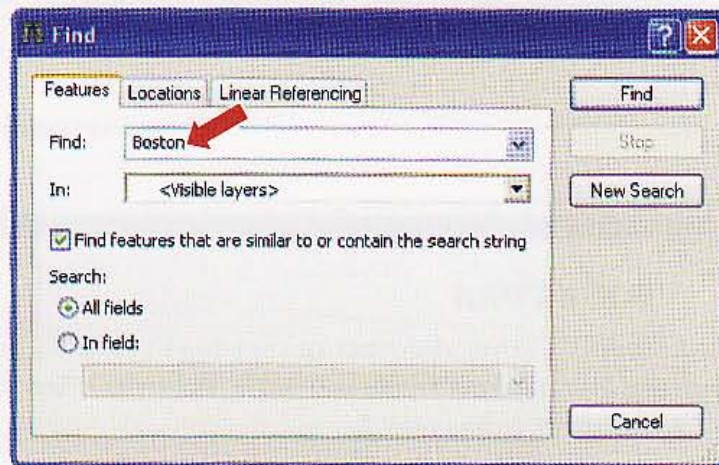 Find
Features Locations Linear Referencing
Find: Boston
In: <Visible layers>
Find features that are similar to or contain the search string
Search:
All fields
In field:
Find
Stop
New Search
Cancel